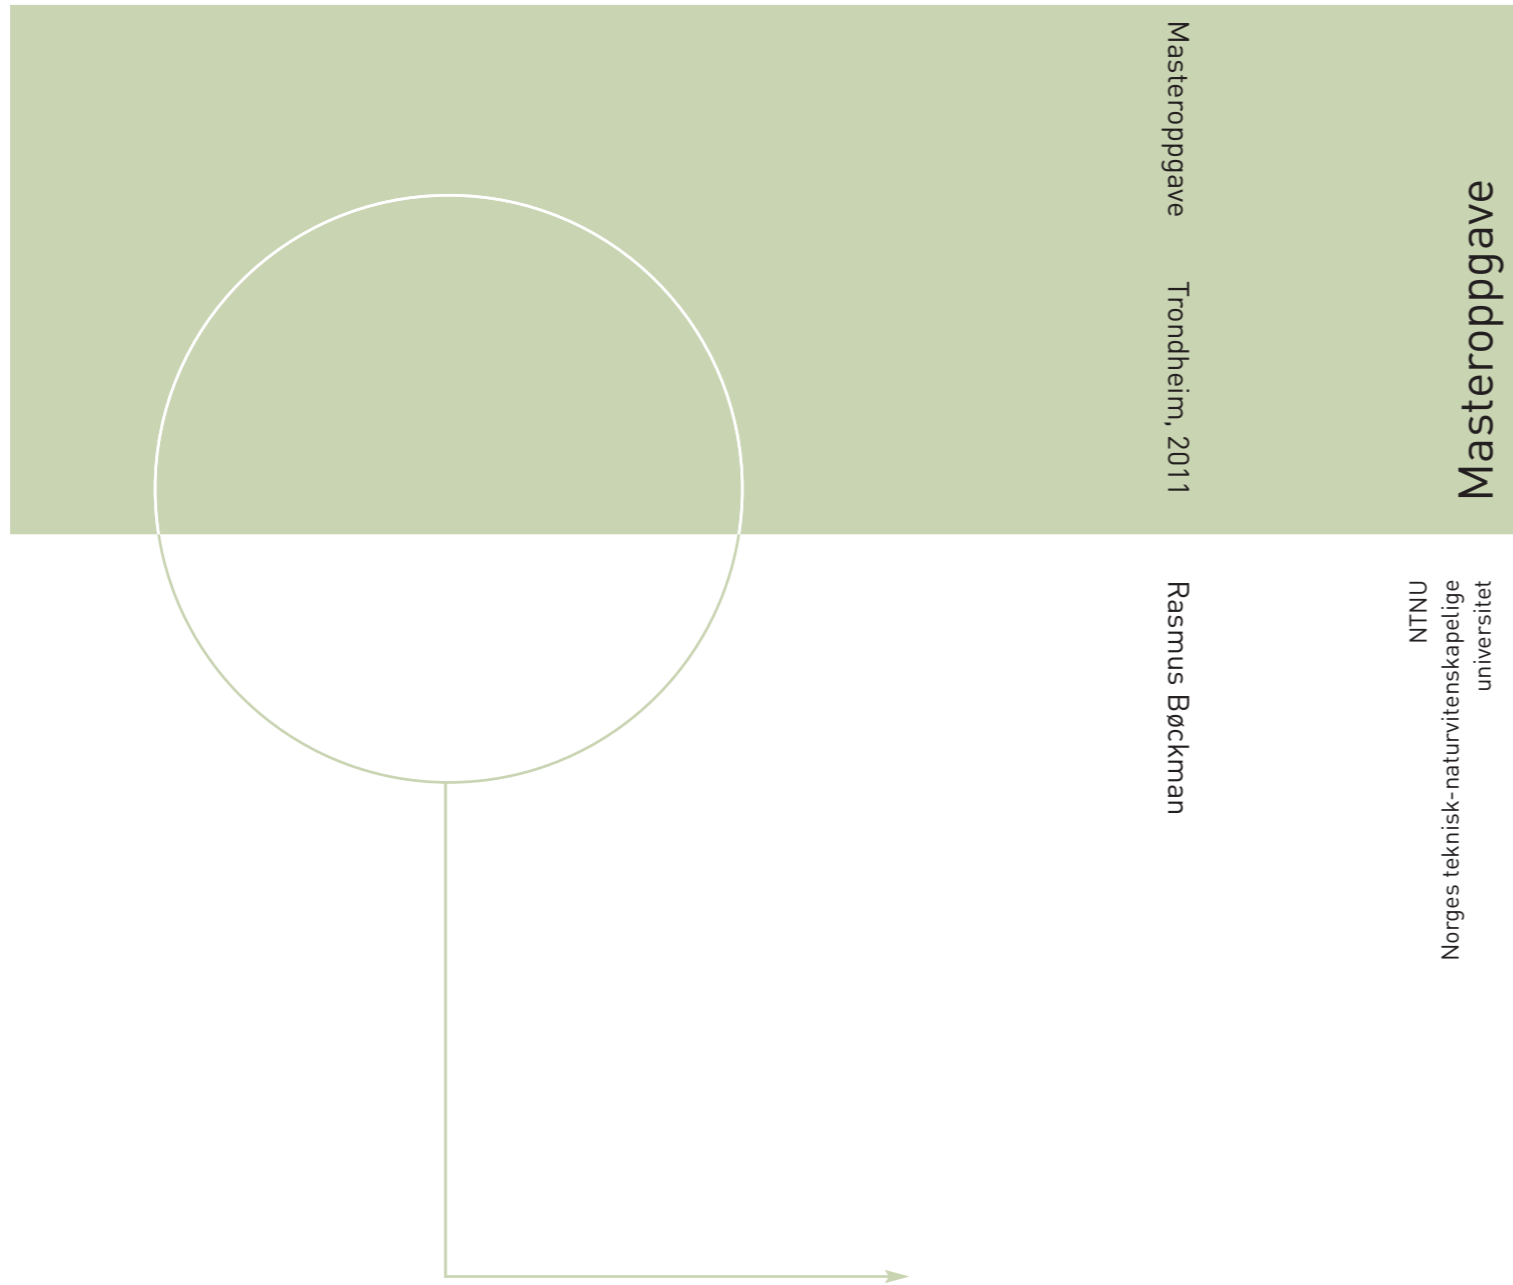 Masteroppgave Trondheim, 2011 Rasmus Bøckman
Masteroppgave
NTNU
Norges teknisk-naturvitenskapelige
universitet